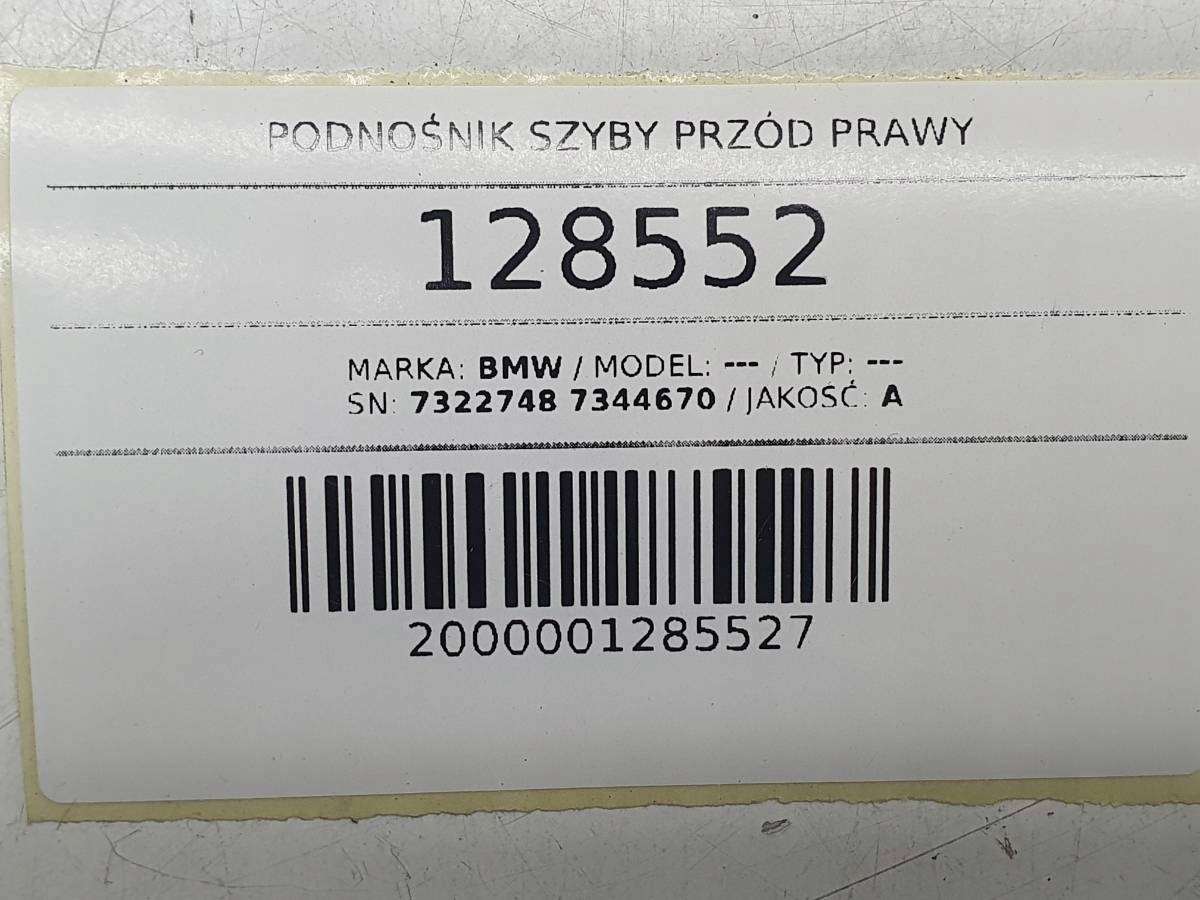 PODNOŚNIK SZYBY PRZÓD PRAWY
128552
MARKA: BMW / MODEL: --- / TYP: ---
SN: 7322748 7344670 / JAKOŚĆ: A
2000001285527